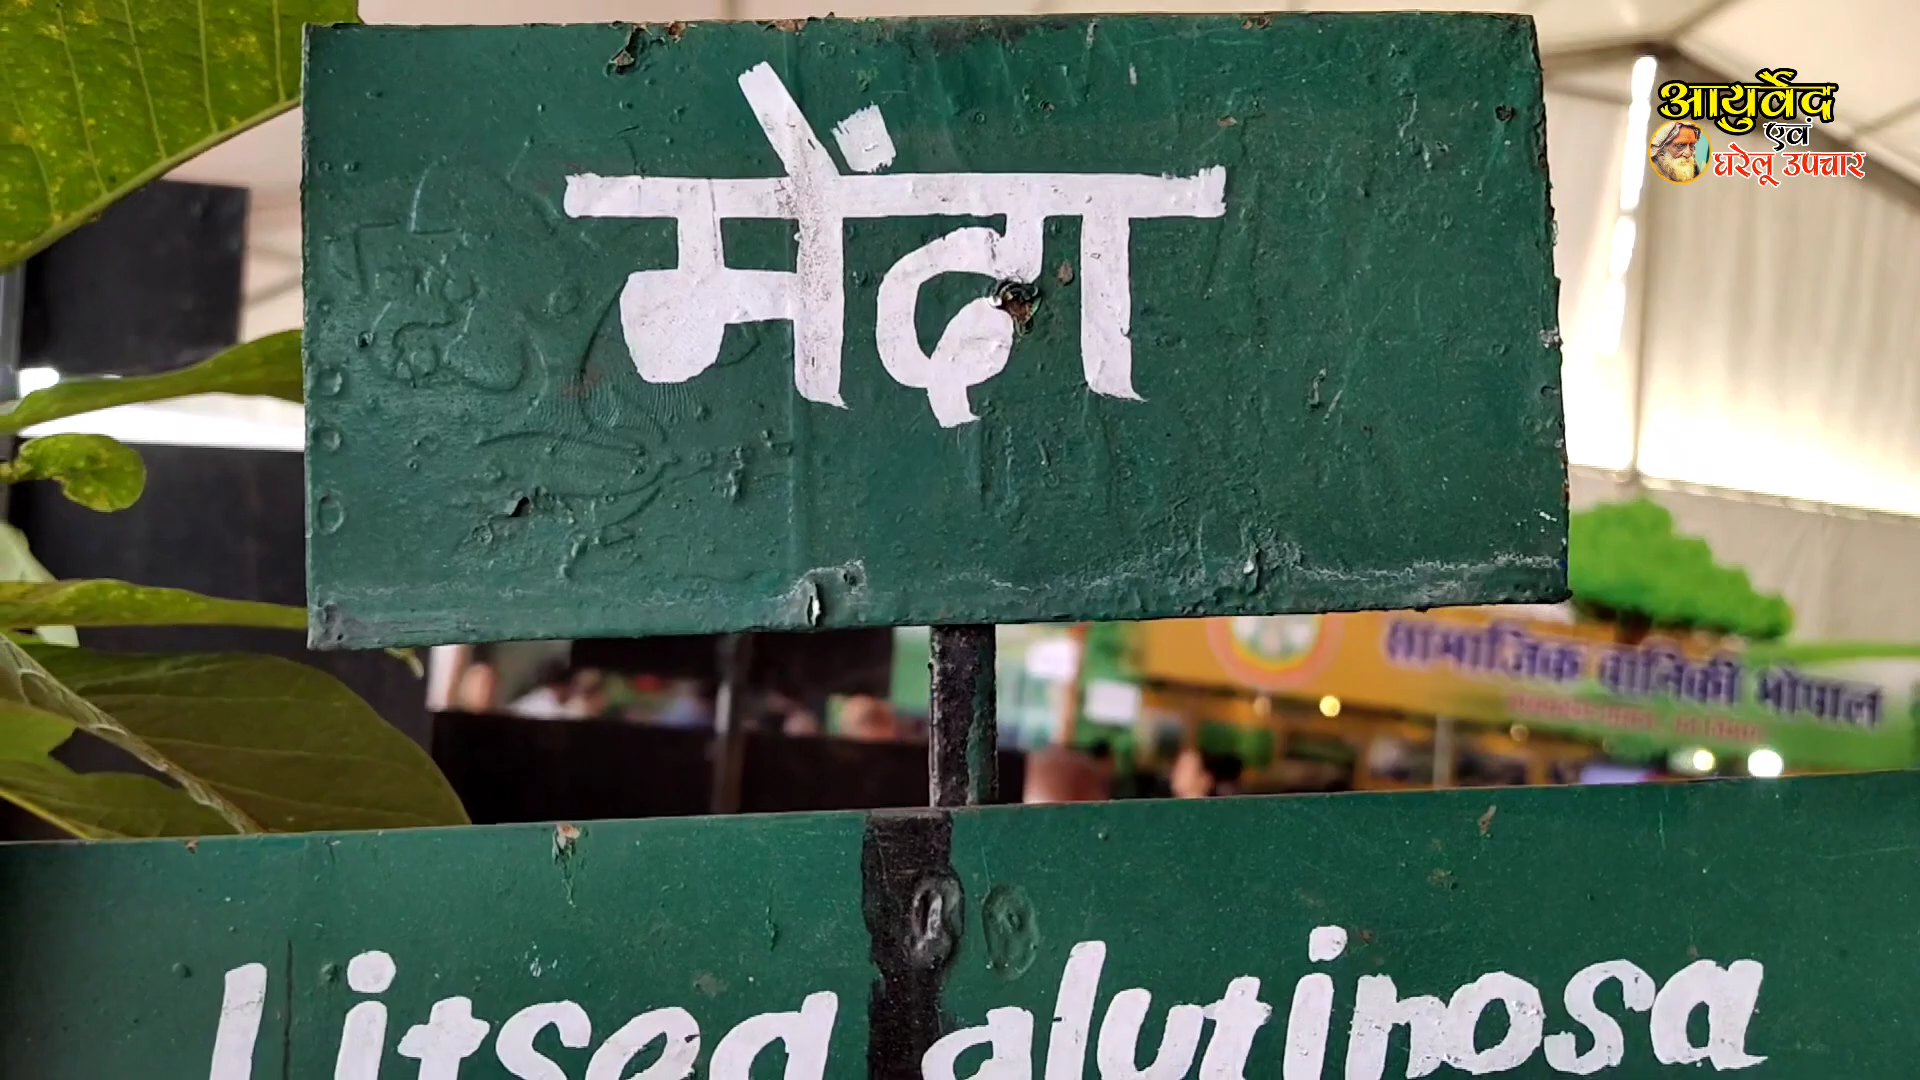 मेंदा
आयुर्वेद
एवं
घरेलू उपचार
सामाजिक वानिकी भोपाल
Litsea glutinosa